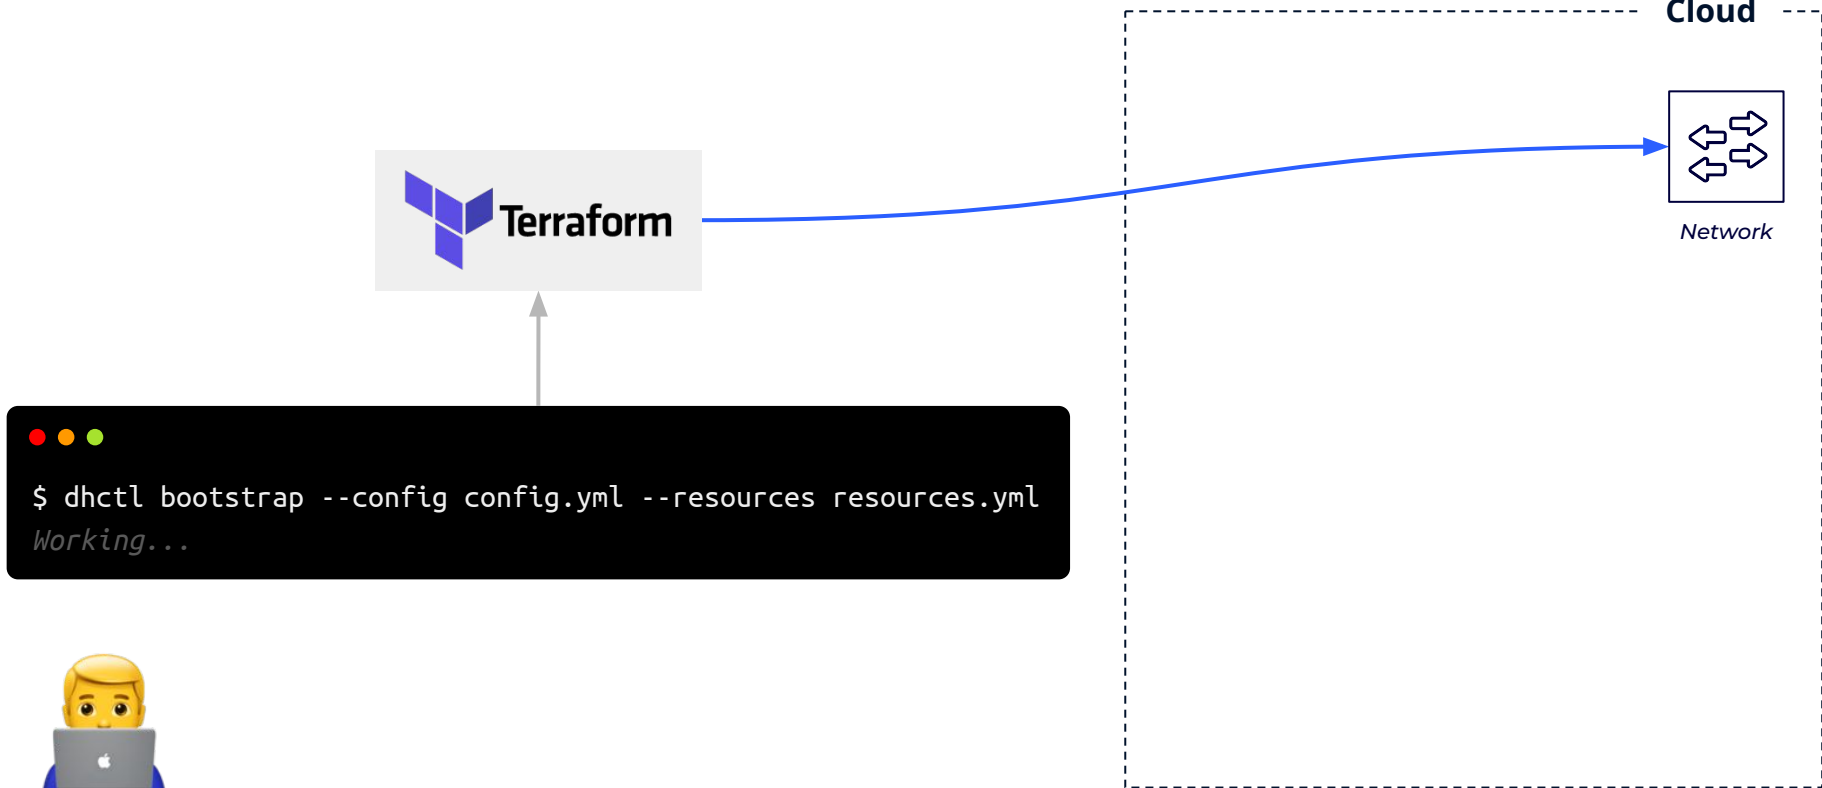 Cloud
Terraform
Network
$ dhctl bootstrap --config config.yml --resources resources.yml
Working...